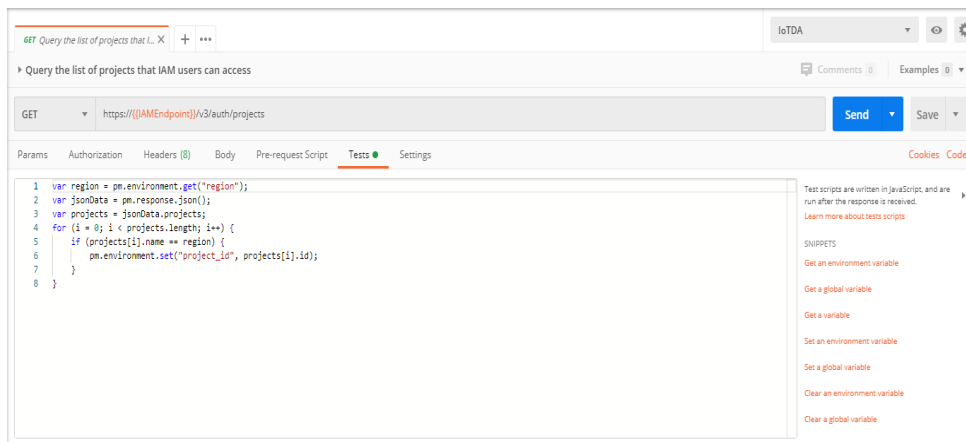 GET Query the list of projects that I... X + •••
IoTDA
Query the list of projects that IAM users can access
Comments 0 Examples 0
GET https://{{IAMEndpoint}}/v3/auth/projects Send Save
Params Authorization Headers (8) Body Pre-request Script Tests Settings Cookies Code
1 var region = pm.environment.get("region");
2 var jsonData = pm.response.json();
3 var projects = jsonData.projects;
4 for (i = 0; i < projects.length; i++) {
5 if (projects[i].name == region) {
6 pm.environment.set("project_id", projects[i].id);
7 }
8 }
Test scripts are written in JavaScript, and are
run after the response is received.
Learn more about tests scripts
SNIPPETS
Get an environment variable
Get a global variable
Get a variable
Set an environment variable
Set a global variable
Clear an environment variable
Clear a global variable